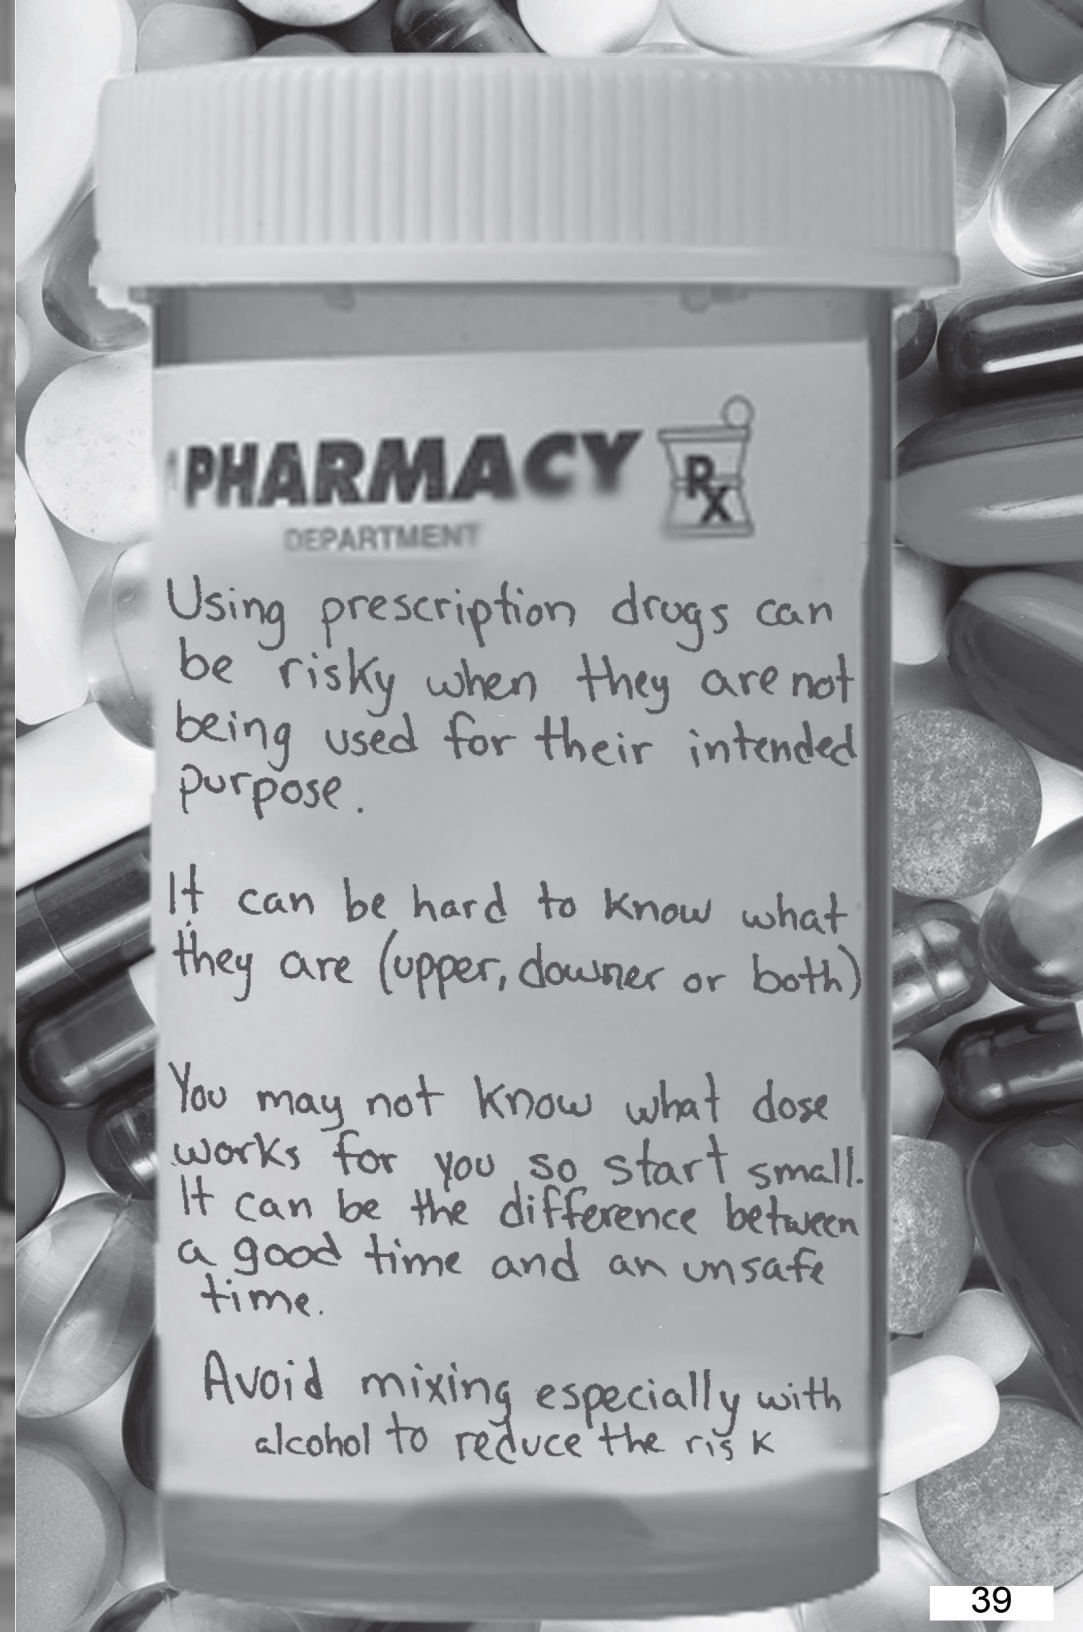 PHARMACY
RX
DEPARTMENT
Using prescription drugs can
be risky when they are not
being used for their intended
purpose.
It can be hard to know what
they are (upper, downer or both)
You may not know what dose
works for you so start small.
It can be the difference between
a good time and an unsafe
time.
Avoid mixing especially with
alcohol to reduce the risk
39